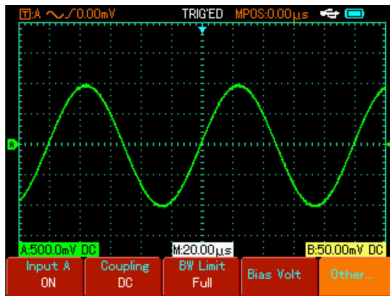 T:A 0.00mV TRIG'ED MPOS:0.00μs
A
A:500.0mV DC M:20.00μs B:50.00mV DC
Input A Coupling BW Limit Bias Volt Other...
ON DC Full